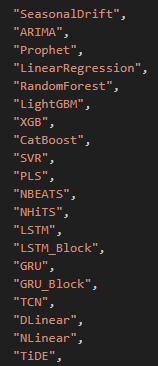 "SeasonalDrift",
"ARIMA",
"Prophet",
"LinearRegression",
"RandomForest",
"LightGBM",
"XGB",
"CatBoost",
"SVR",
"PLS",
"NBEATS",
"NHiTS",
"LSTM",
"LSTM_Block",
"GRU",
"GRU_Block",
"TCN",
"DLinear",
"NLinear",
"TiDE",